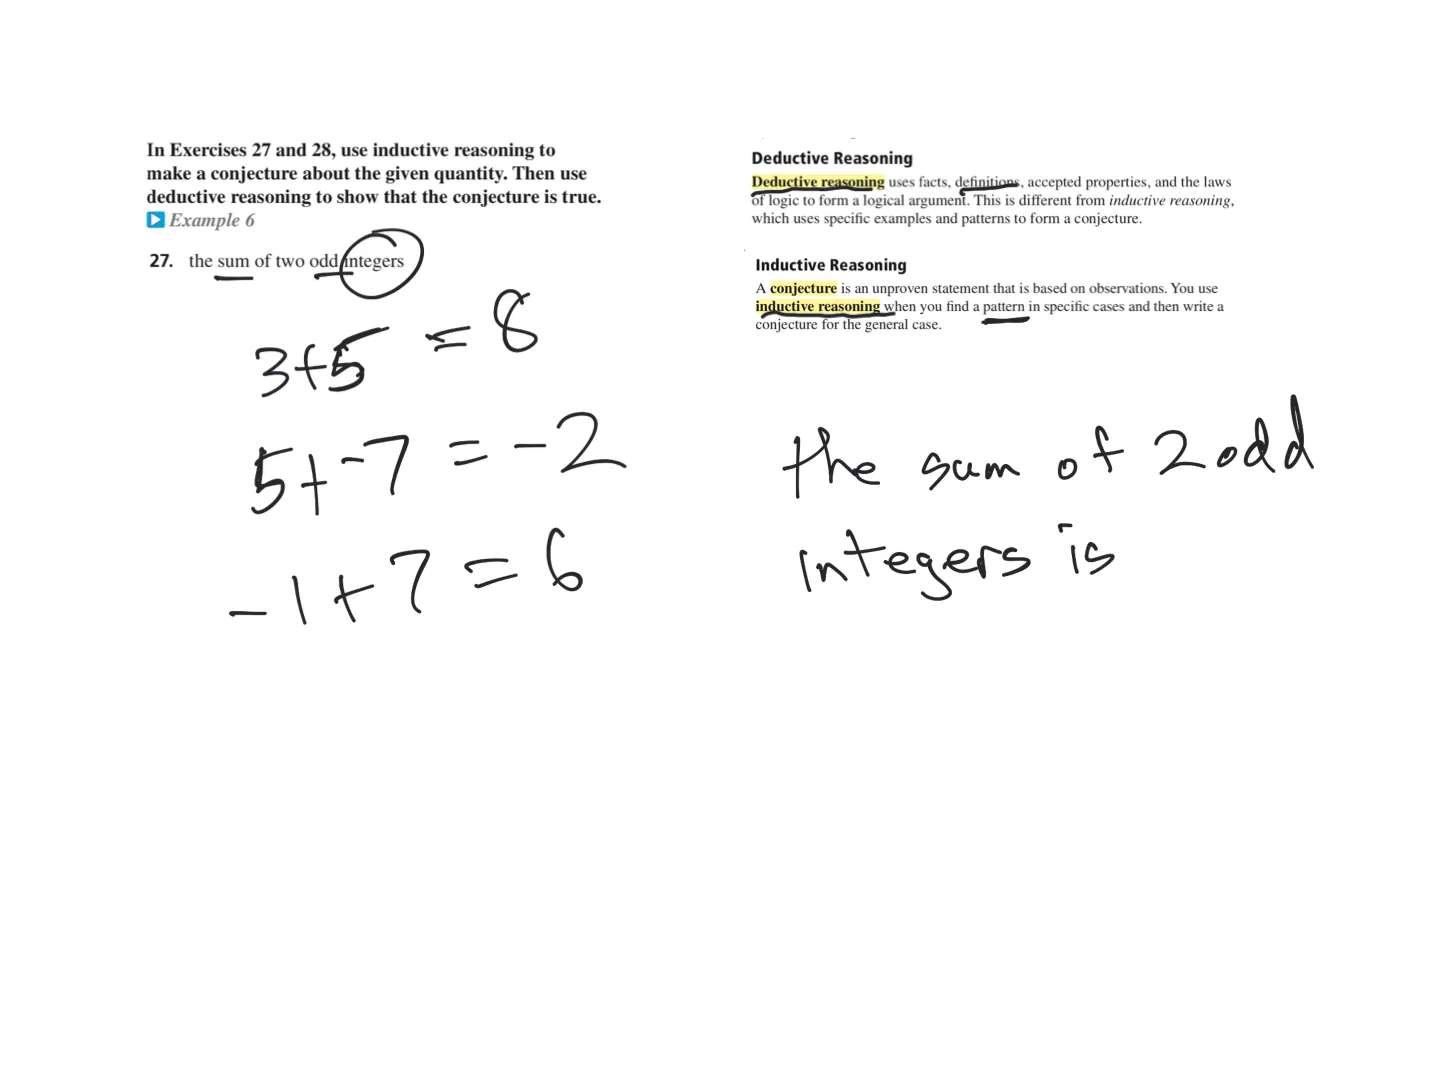 In Exercises 27 and 28, use inductive reasoning to
make a conjecture about the given quantity. Then use
deductive reasoning to show that the conjecture is true.
Example 6
27. the sum of two odd integers
3+5 = 8
5+ -7 = -2
-1+7 = 6
Deductive Reasoning
Deductive reasoning uses facts, definitions, accepted properties, and the laws
of logic to form a logical argument. This is different from inductive reasoning,
which uses specific examples and patterns to form a conjecture.
Inductive Reasoning
A conjecture is an unproven statement that is based on observations. You use
inductive reasoning when you find a pattern in specific cases and then write a
conjecture for the general case.
the sum of 2 odd
integers is